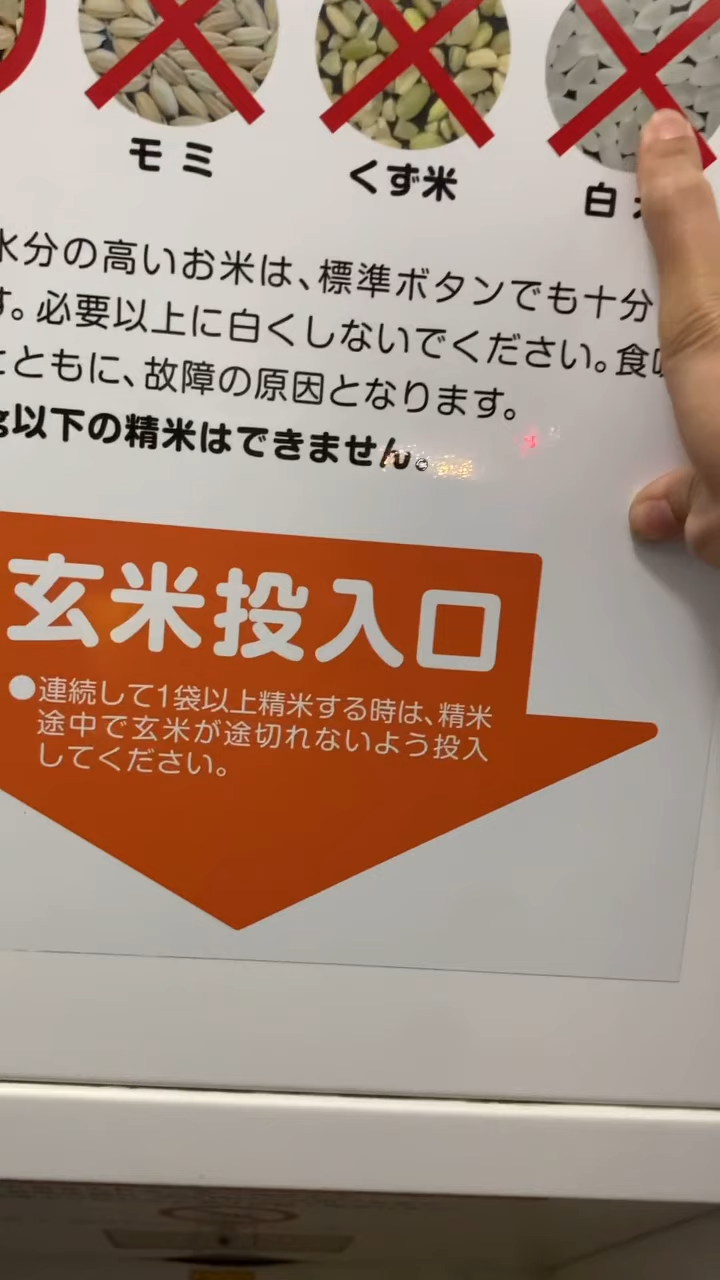 モミ
くず米
白
水分の高いお米は、標準ボタンでも十分
す。必要以上に白くしないでください。食味
とともに、故障の原因となります。
以下の精米はできません。
玄米投入口
●連続して1袋以上精米する時は、精米
途中で玄米が途切れないよう投入
してください。